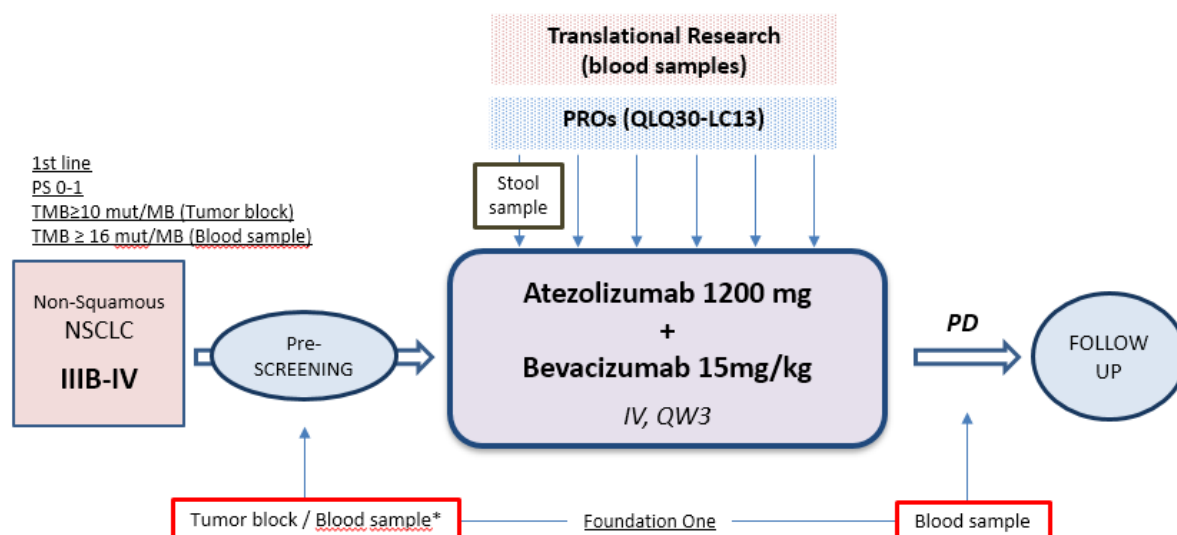 Translational Research
(blood samples)
PROs (QLQ30-LC13)
1st line
PS 0-1
TMB≥10 mut/MB (Tumor block)
TMB ≥ 16 mut/MB (Blood sample)
Stool
sample
Non-Squamous
NSCLC
IIIB-IV
Pre-
SCREENING
Atezolizumab 1200 mg
+
Bevacizumab 15mg/kg
IV, QW3
PD
FOLLOW
UP
Tumor block / Blood sample*
Foundation One
Blood sample